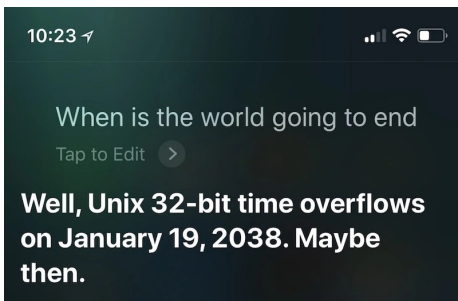 10:23
When is the world going to end
Tap to Edit
Well, Unix 32-bit time overflows
on January 19, 2038. Maybe
then.